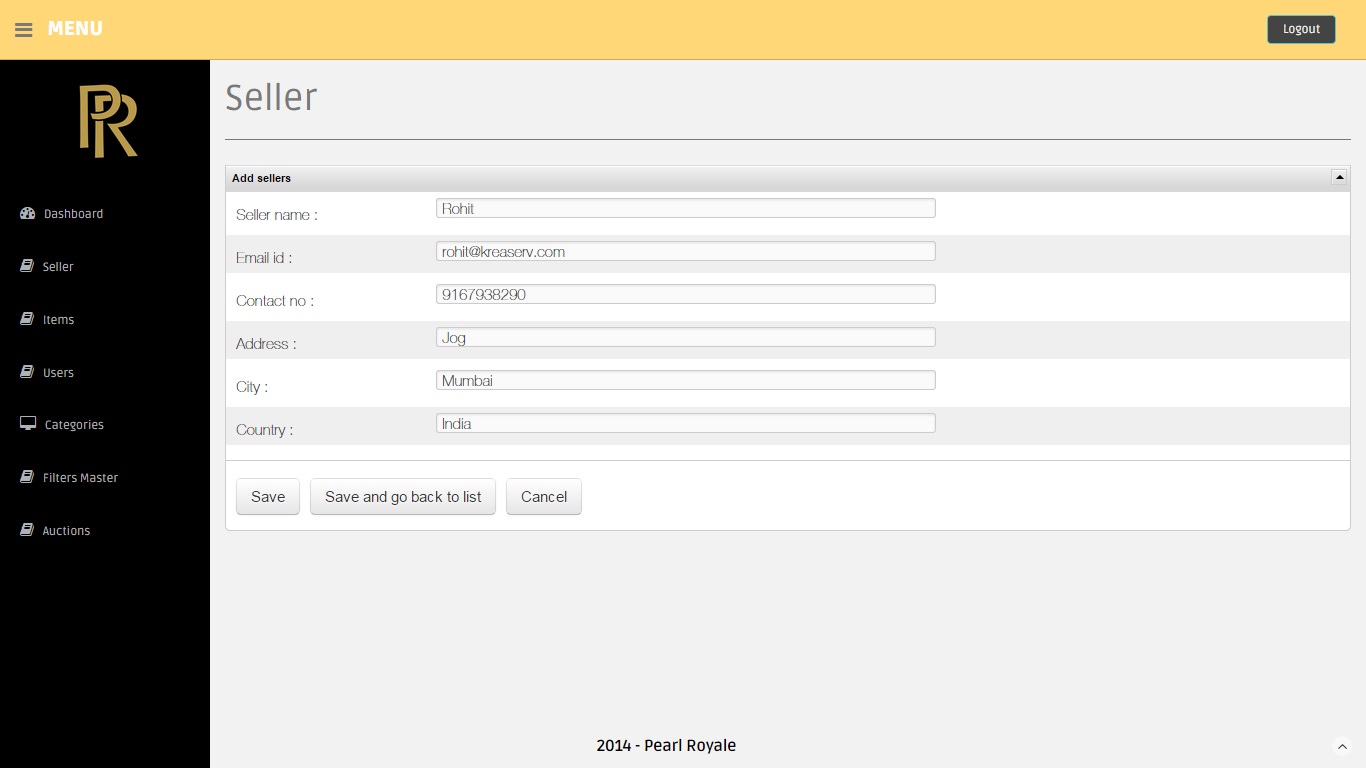 MENU
Logout
PR
Seller
Add sellers
Seller name : Rohit
Email id : rohit@kreaserv.com
Contact no : 9167938290
Address : Jog
City : Mumbai
Country : India
Save Save and go back to list Cancel
Dashboard
Seller
Items
Users
Categories
Filters Master
Auctions
2014 - Pearl Royale